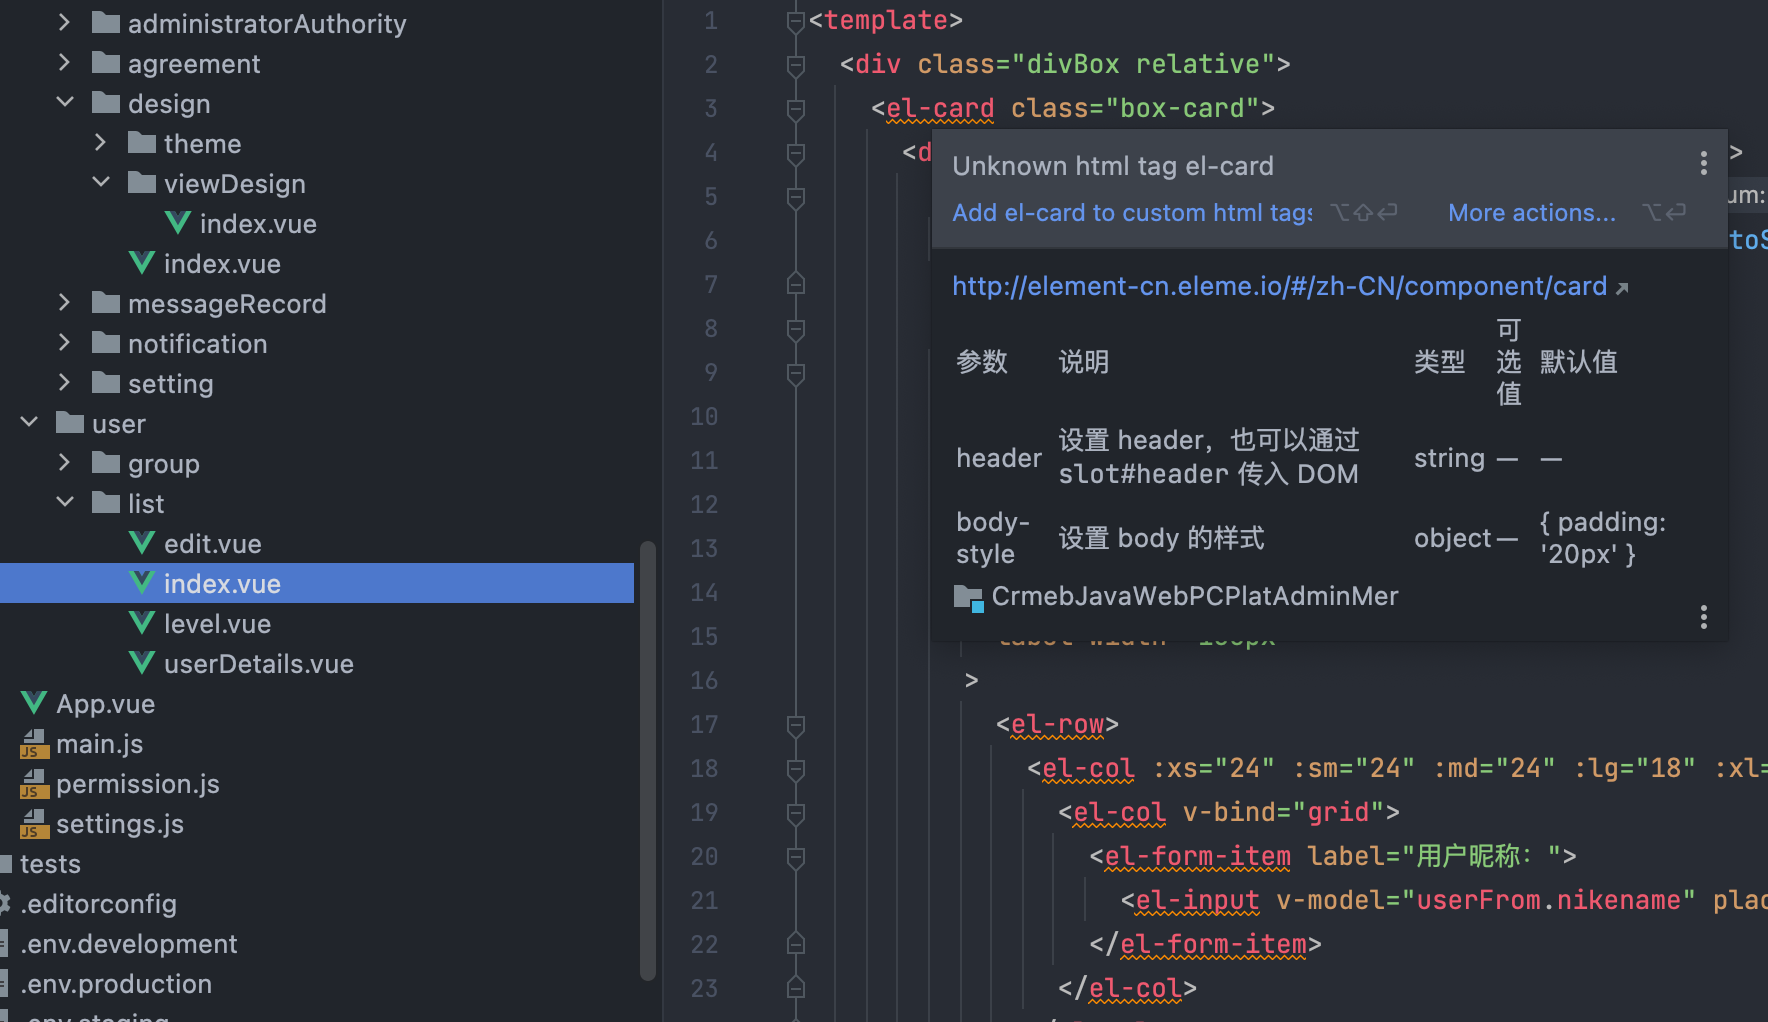 administratorAuthority
agreement
design
theme
viewDesign
index.vue
index.vue
messageRecord
notification
setting
user
group
list
edit.vue
index.vue
level.vue
userDetails.vue
App.vue
main.js
permission.js
settings.js
tests
.editorconfig
.env.development
.env.production
.env.staging
1 <template>
2 <div class="divBox relative">
3 <el-card class="box-card">
4 <d >
5 um:
6 toS
7
8
9
10
11
12
13
14
15 label-width="100px"
16 >
17 <el-row>
18 <el-col :xs="24" :sm="24" :md="24" :lg="18" :xl=
19 <el-col v-bind="grid">
20 <el-form-item label="用户昵称：">
21 <el-input v-model="userFrom.nikename" plac
22 </el-form-item>
23 </el-col>
Unknown html tag el-card
Add el-card to custom html tags ⌥⇧⏎ More actions... ⌥⏎
http://element-cn.eleme.io/#/zh-CN/component/card ↗
参数 说明 类型 可选值 默认值
header 设置 header，也可以通过 slot#header 传入 DOM string — —
body-style 设置 body 的样式 object — { padding: '20px' }
CrmebJavaWebPCPlatAdminMer